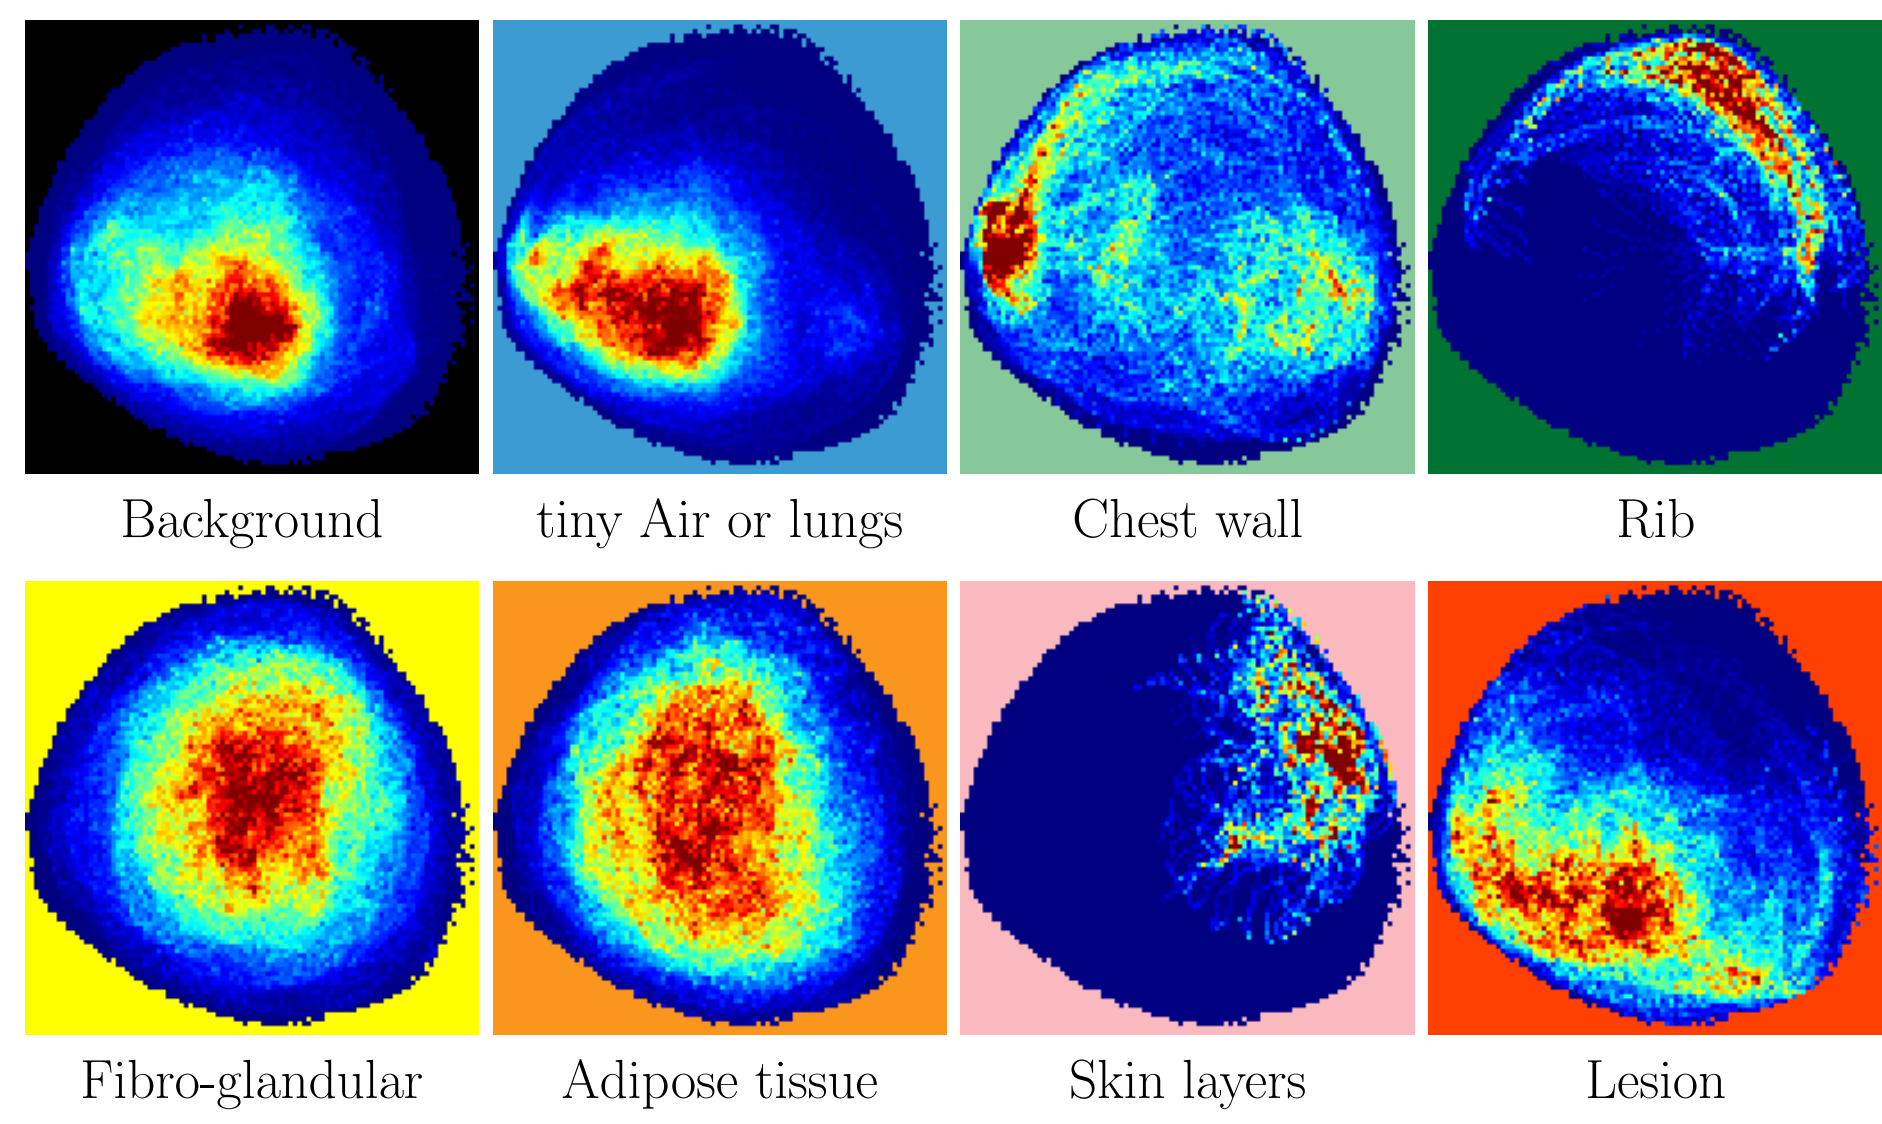 Background
tiny Air or lungs
Chest wall
Rib
Fibro-glandular
Adipose tissue
Skin layers
Lesion